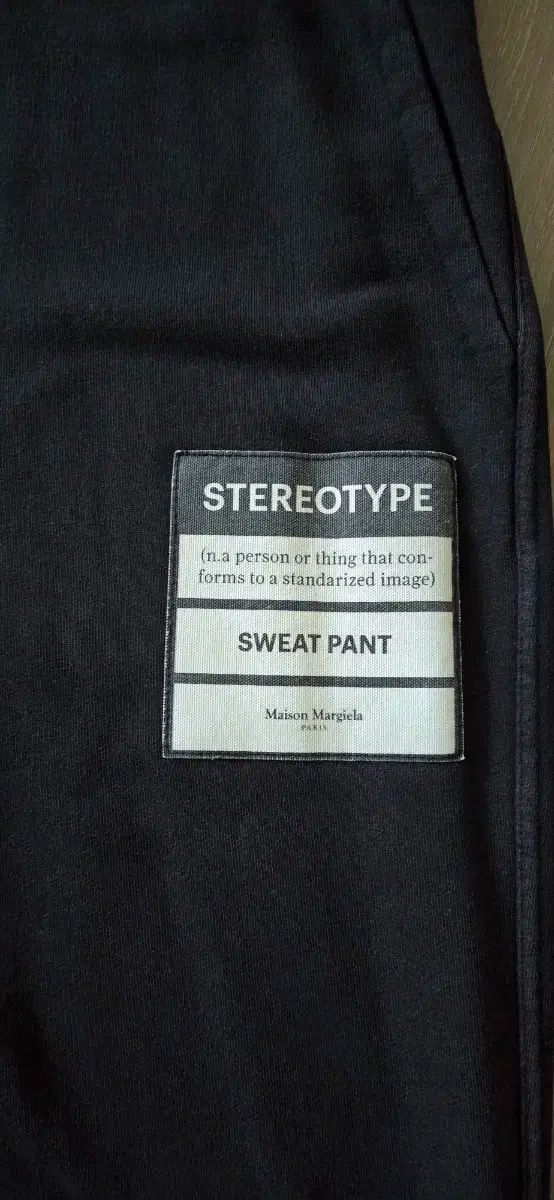 STEREOTYPE
(n.a person or thing that con-
forms to a standarized image)
SWEAT PANT
Maison Margiela
PARIS